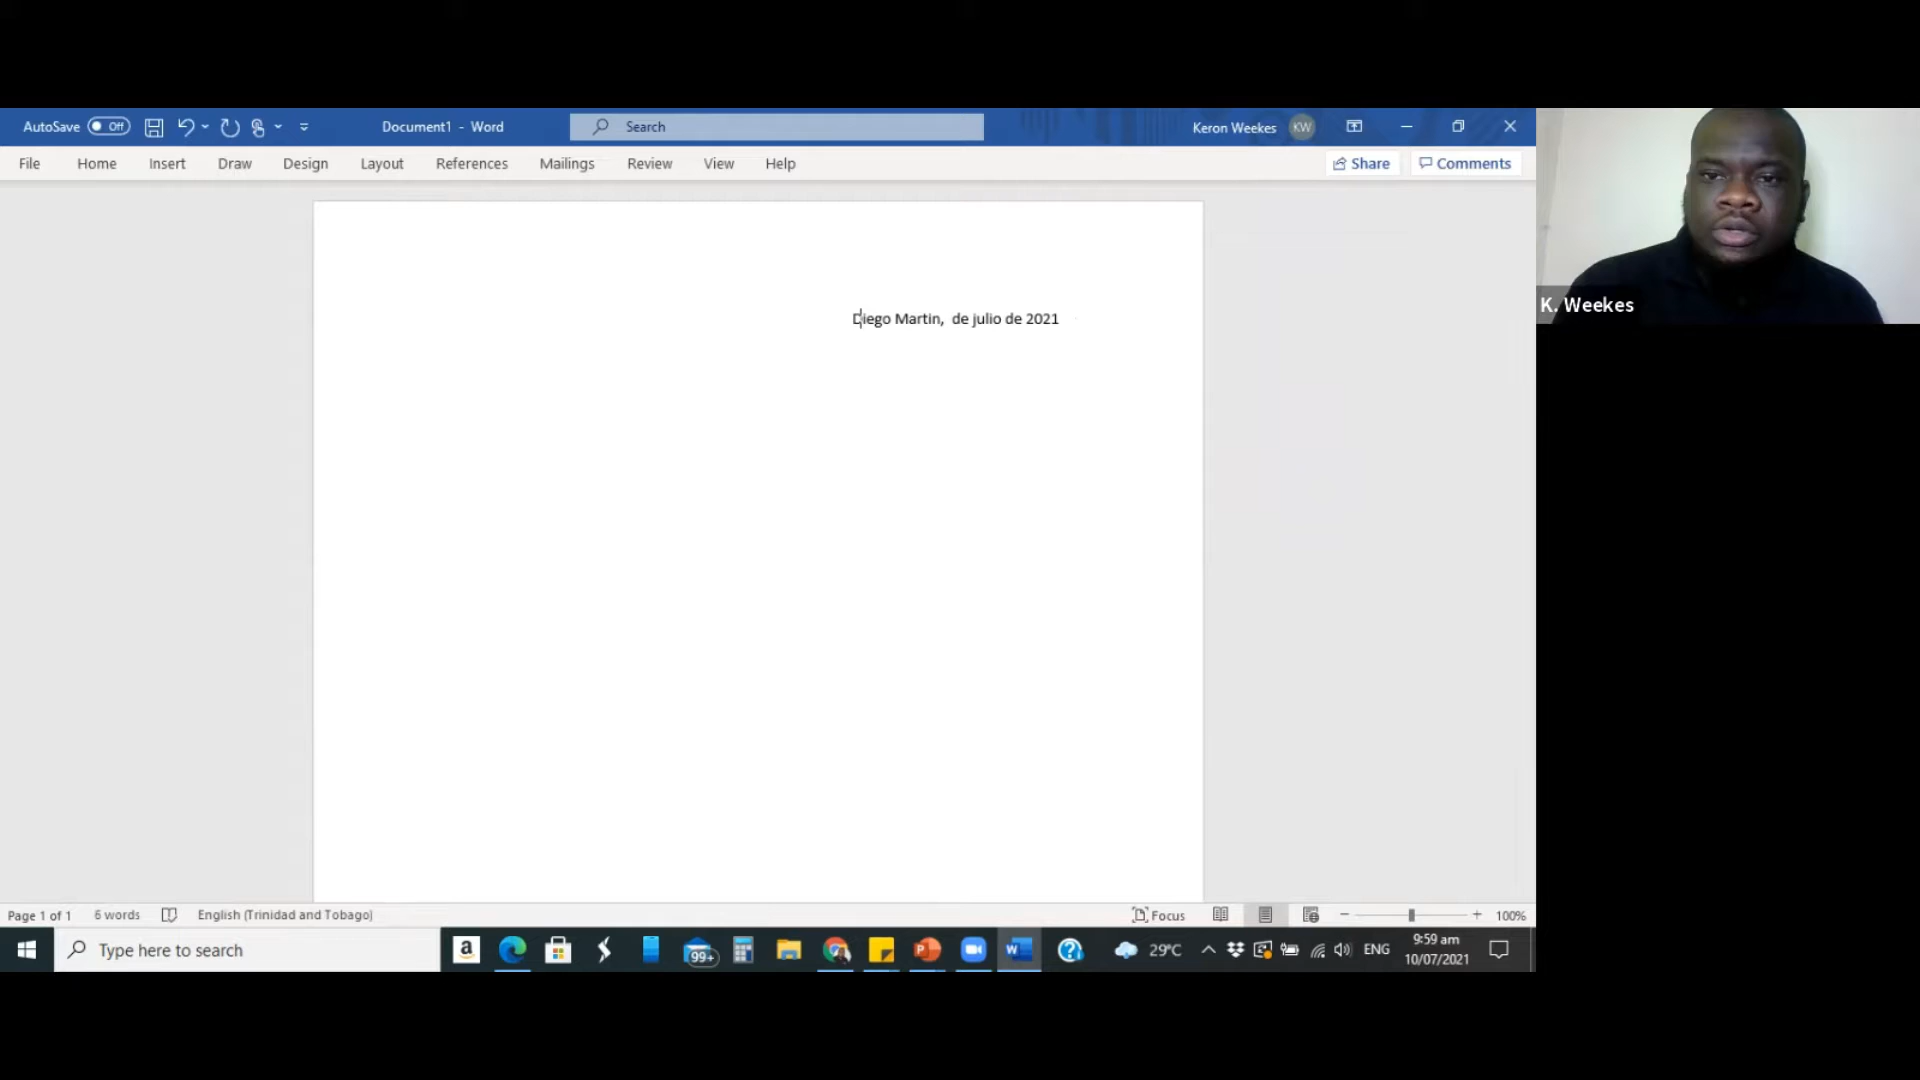 AutoSave Off Document1 - Word Search Keron Weekes KW
File Home Insert Draw Design Layout References Mailings Review View Help Share Comments
K. Weekes
Diego Martin,  de julio de 2021
Page 1 of 1 6 words English (Trinidad and Tobago) Focus 100%
Type here to search a 99+ P W ? 29°C ENG 9:59 am
10/07/2021